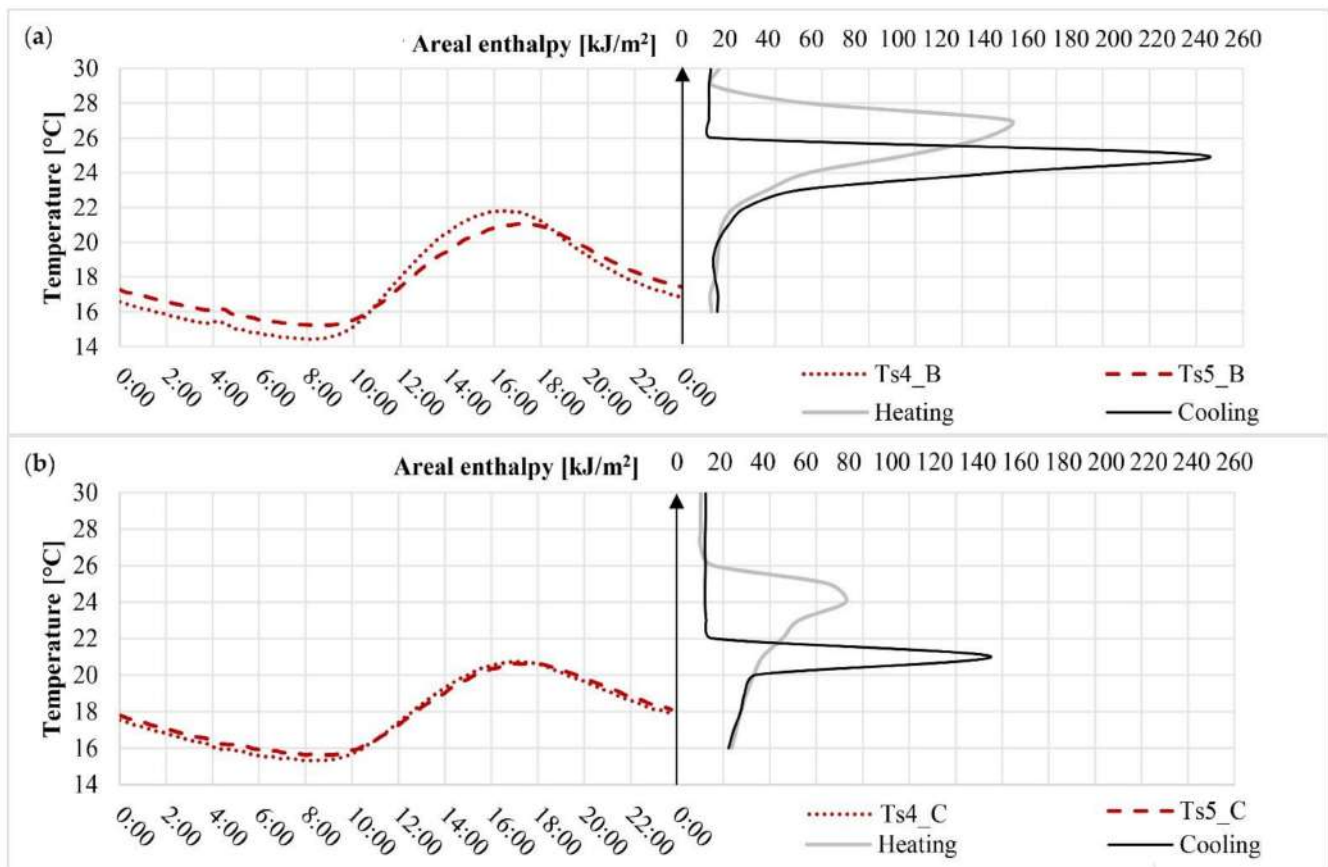 (a)
Areal enthalpy [kJ/m²] 0 20 40 60 80 100 120 140 160 180 200 220 240 260
Temperature [°C]
30
28
26
24
22
20
18
16
14
0:00 2:00 4:00 6:00 8:00 10:00 12:00 14:00 16:00 18:00 20:00 22:00 0:00
Ts4_B Ts5_B
Heating Cooling
(b)
Areal enthalpy [kJ/m²] 0 20 40 60 80 100 120 140 160 180 200 220 240 260
Temperature [°C]
30
28
26
24
22
20
18
16
14
0:00 2:00 4:00 6:00 8:00 10:00 12:00 14:00 16:00 18:00 20:00 22:00 0:00
Ts4_C Ts5_C
Heating Cooling